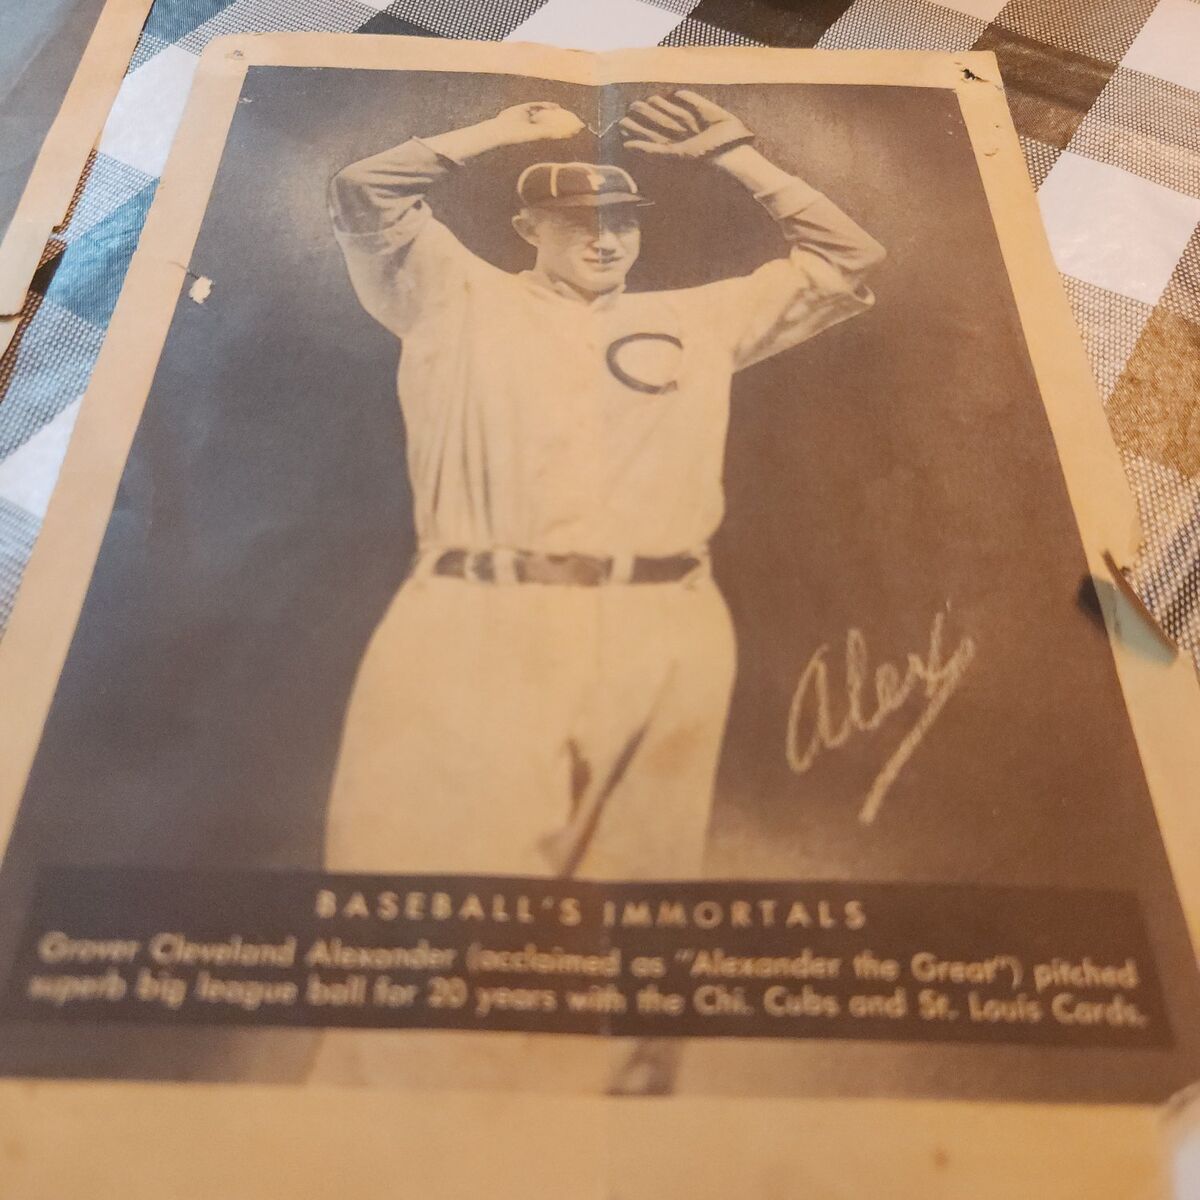 C
Alex
BASEBALL'S IMMORTALS
Grover Cleveland Alexander (acclaimed as "Alexander the Great") pitched
superb big league ball for 20 years with the Chi. Cubs and St. Louis Cards.